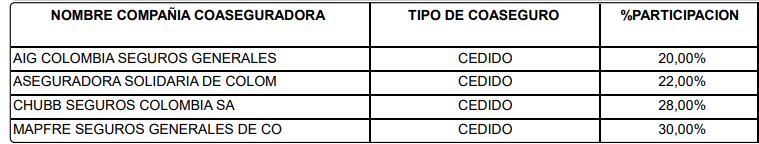 NOMBRE COMPAÑIA COASEGURADORA TIPO DE COASEGURO %PARTICIPACION
AIG COLOMBIA SEGUROS GENERALES CEDIDO 20,00%
ASEGURADORA SOLIDARIA DE COLOM CEDIDO 22,00%
CHUBB SEGUROS COLOMBIA SA CEDIDO 28,00%
MAPFRE SEGUROS GENERALES DE CO CEDIDO 30,00%